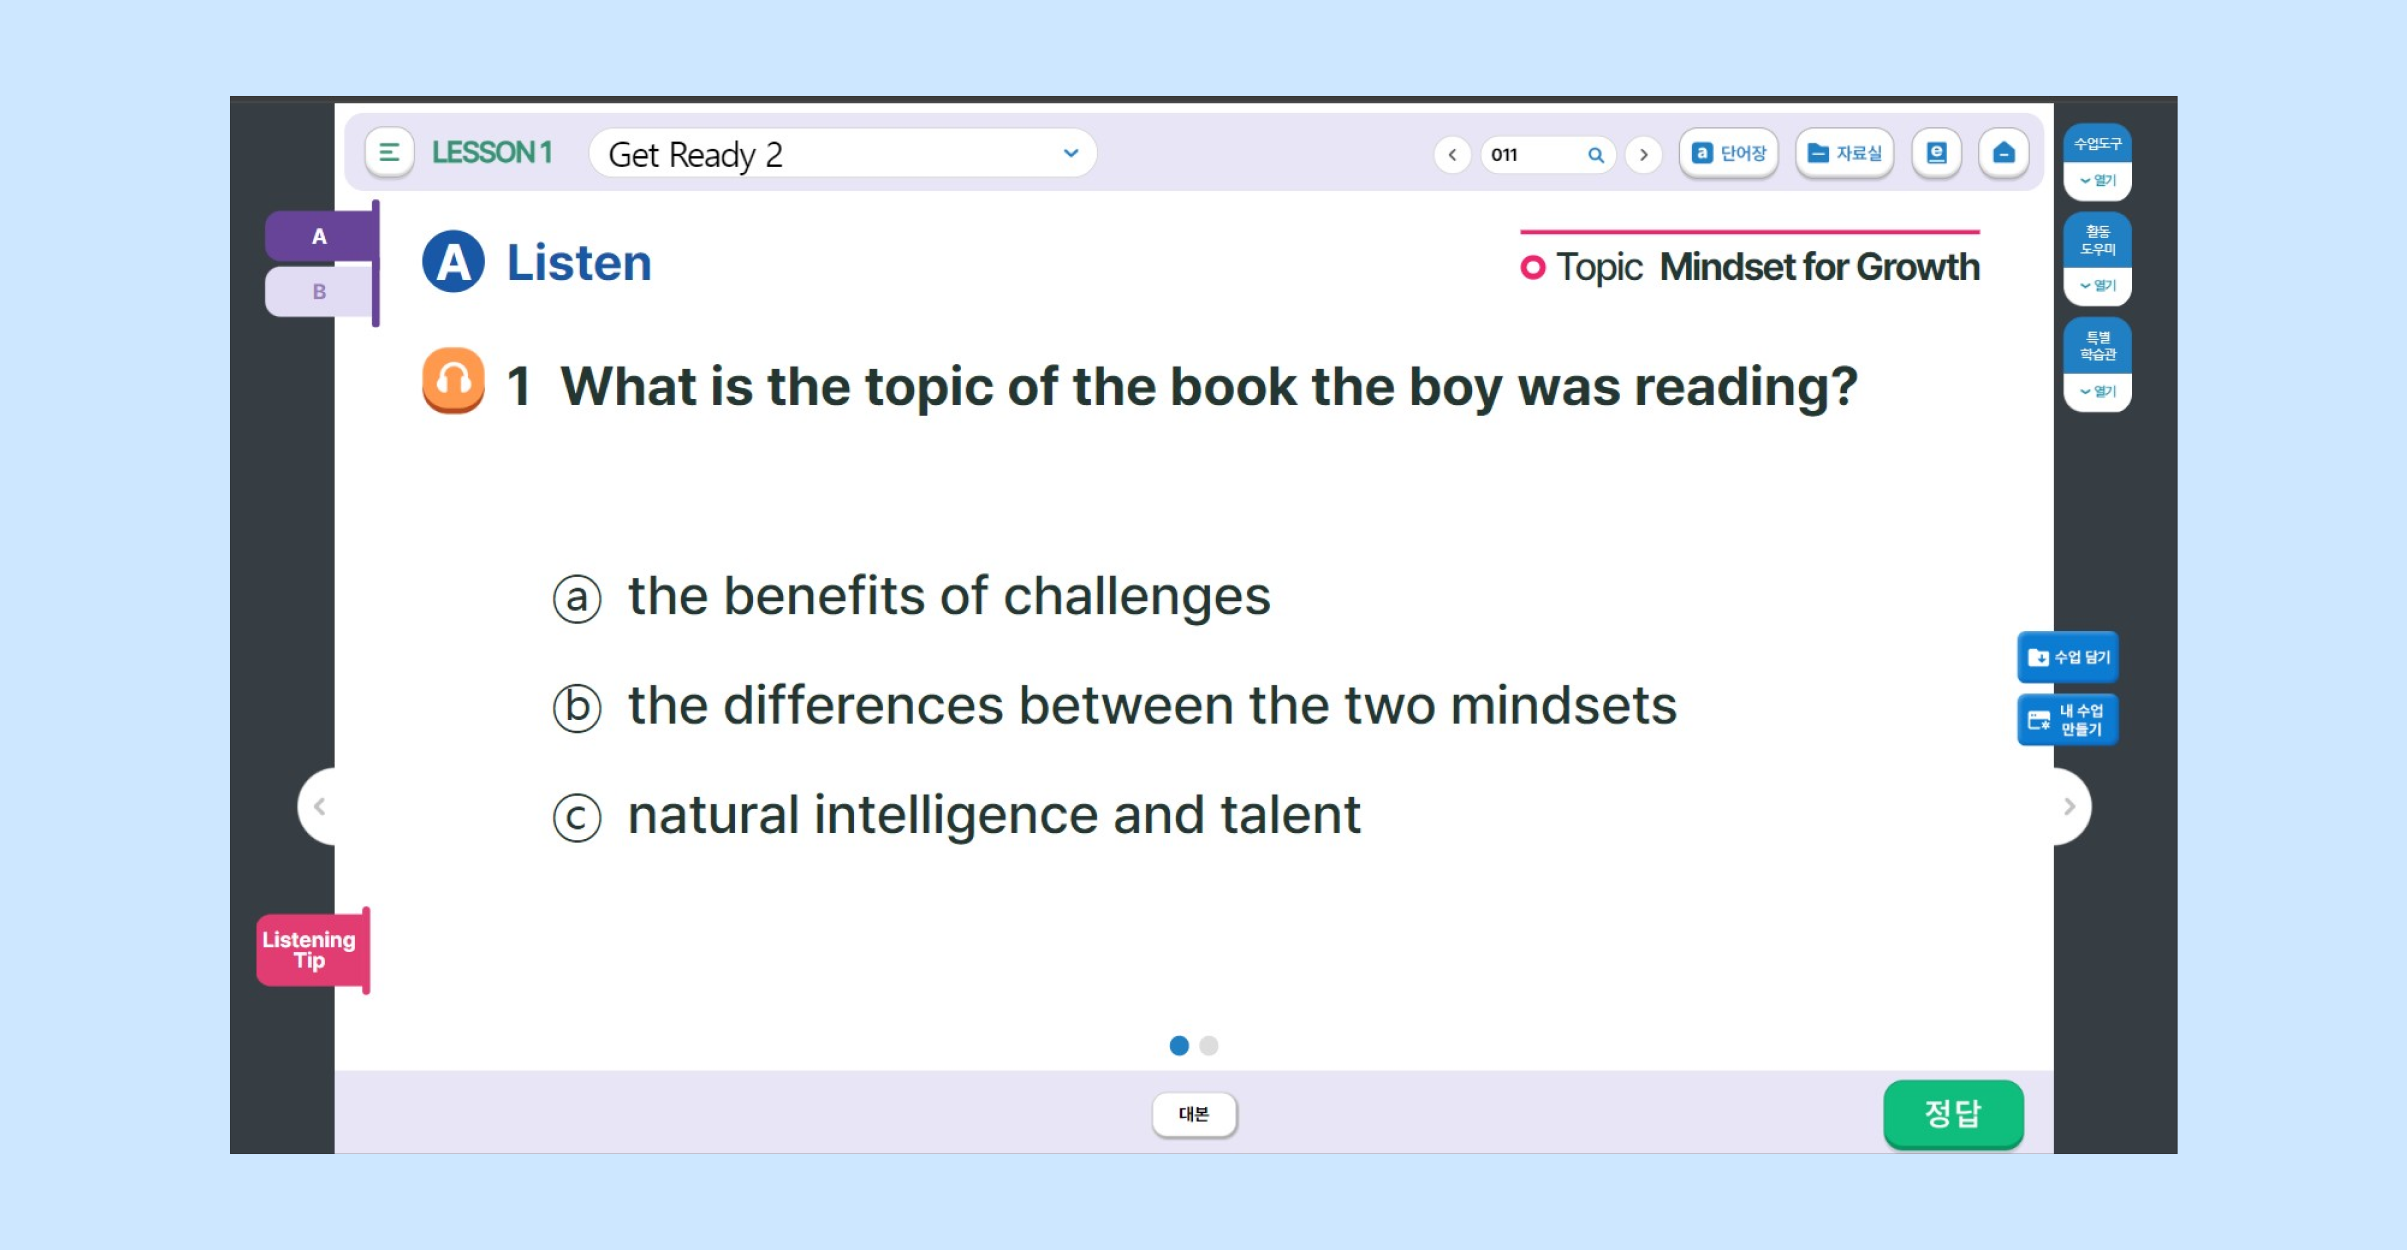 LESSON 1
Get Ready 2
011
a 단어장
자료실
e
수업도구
열기
A
B
A Listen
Topic Mindset for Growth
활동
도우미
열기
특별
학습관
열기
1 What is the topic of the book the boy was reading?
ⓐ the benefits of challenges
ⓑ the differences between the two mindsets
ⓒ natural intelligence and talent
수업 담기
내 수업
만들기
Listening
Tip
대본
정답